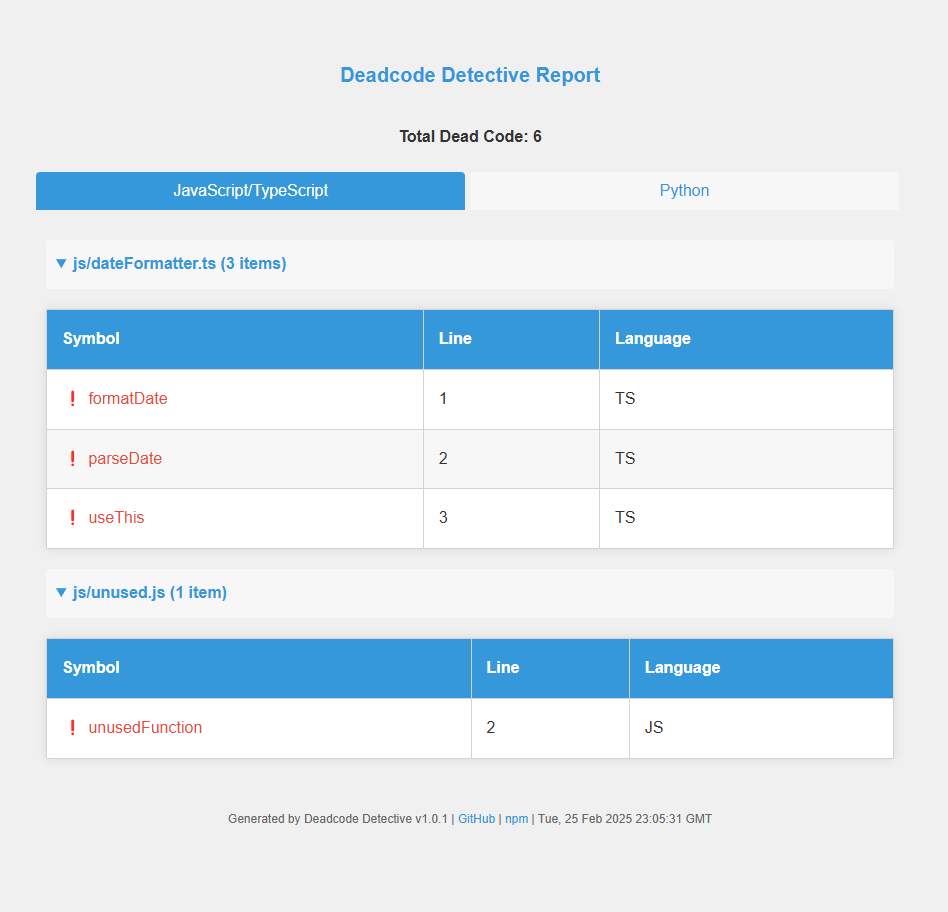 Deadcode Detective Report
Total Dead Code: 6
JavaScript/TypeScript Python
▼ js/dateFormatter.ts (3 items)
Symbol Line Language
❗ formatDate 1 TS
❗ parseDate 2 TS
❗ useThis 3 TS
▼ js/unused.js (1 item)
Symbol Line Language
❗ unusedFunction 2 JS
Generated by Deadcode Detective v1.0.1 | GitHub | npm | Tue, 25 Feb 2025 23:05:31 GMT